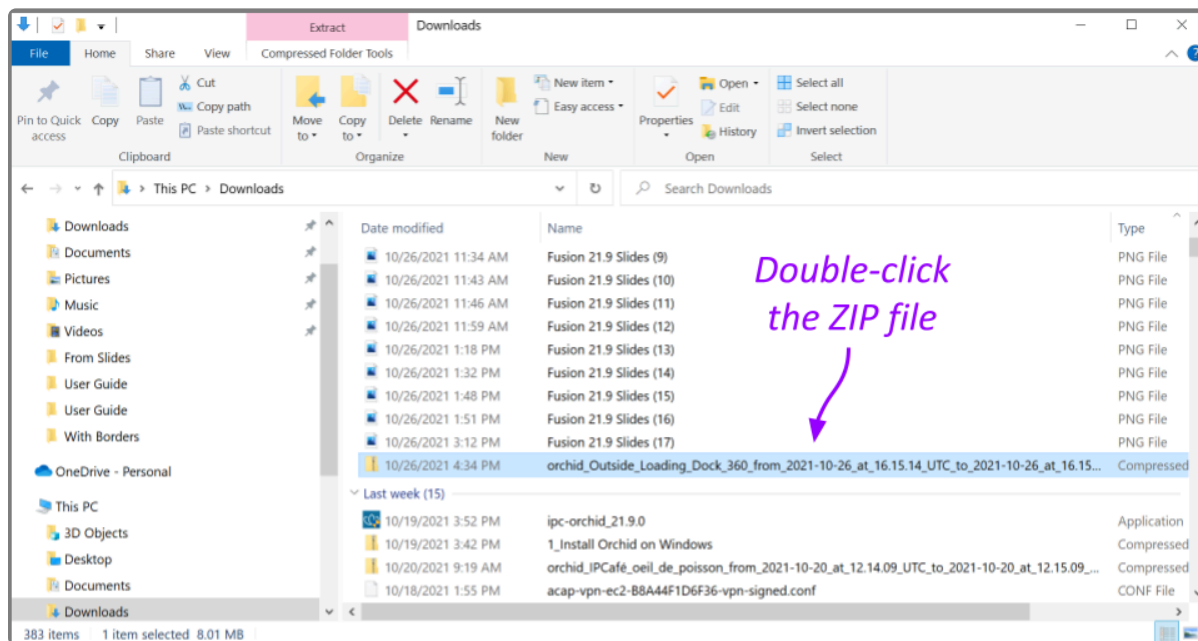 Extract Downloads
File Home Share View Compressed Folder Tools
Pin to Quick access
Copy
Paste
Cut
Copy path
Paste shortcut
Clipboard
Move to
Copy to
Delete
Rename
Organize
New folder
New item
Easy access
New
Properties
Open
Edit
History
Open
Select all
Select none
Invert selection
Select
This PC > Downloads
Search Downloads
Downloads
Documents
Pictures
Music
Videos
From Slides
User Guide
User Guide
With Borders
OneDrive - Personal
This PC
3D Objects
Desktop
Documents
Downloads
Date modified Name Type
10/26/2021 11:34 AM Fusion 21.9 Slides (9) PNG File
10/26/2021 11:43 AM Fusion 21.9 Slides (10) PNG File
10/26/2021 11:46 AM Fusion 21.9 Slides (11) PNG File
10/26/2021 11:59 AM Fusion 21.9 Slides (12) PNG File
10/26/2021 1:18 PM Fusion 21.9 Slides (13) PNG File
10/26/2021 1:32 PM Fusion 21.9 Slides (14) PNG File
10/26/2021 1:48 PM Fusion 21.9 Slides (15) PNG File
10/26/2021 1:51 PM Fusion 21.9 Slides (16) PNG File
10/26/2021 3:12 PM Fusion 21.9 Slides (17) PNG File
10/26/2021 4:34 PM orchid_Outside_Loading_Dock_360_from_2021-10-26_at_16.15.14_UTC_to_2021-10-26_at_16.15... Compressed
Last week (15)
10/19/2021 3:52 PM ipc-orchid_21.9.0 Application
10/19/2021 3:42 PM 1_Install Orchid on Windows Compressed
10/20/2021 9:19 AM orchid_IPCafé_oeil_de_poisson_from_2021-10-20_at_12.14.09_UTC_to_2021-10-20_at_12.15.09_... Compressed
10/18/2021 1:55 PM acap-vpn-ec2-B8A44F1D6F36-vpn-signed.conf CONF File
Double-click
the ZIP file
383 items 1 item selected 8.01 MB